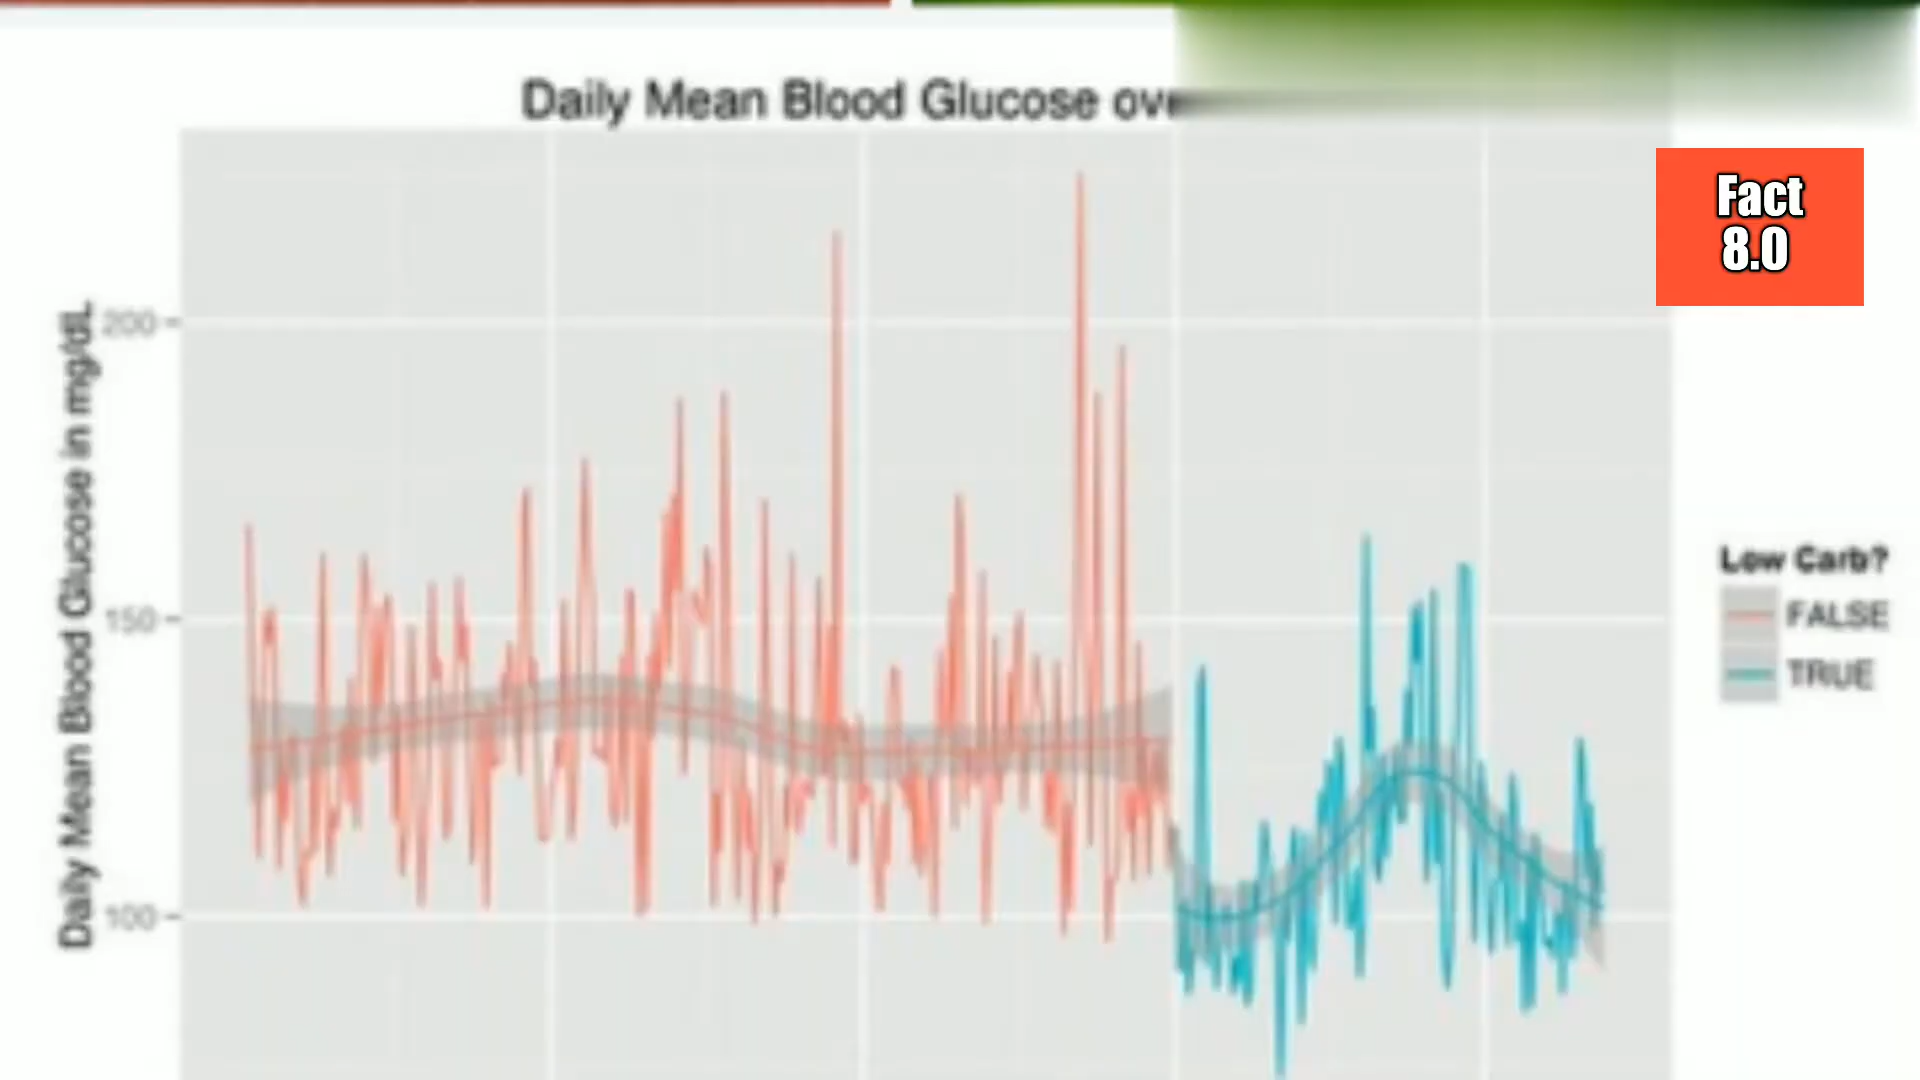 Daily Mean Blood Glucose
Fact
8.0
Daily Mean Blood Glucose in mg/dL
200
150
100
Low Carb?
FALSE
TRUE